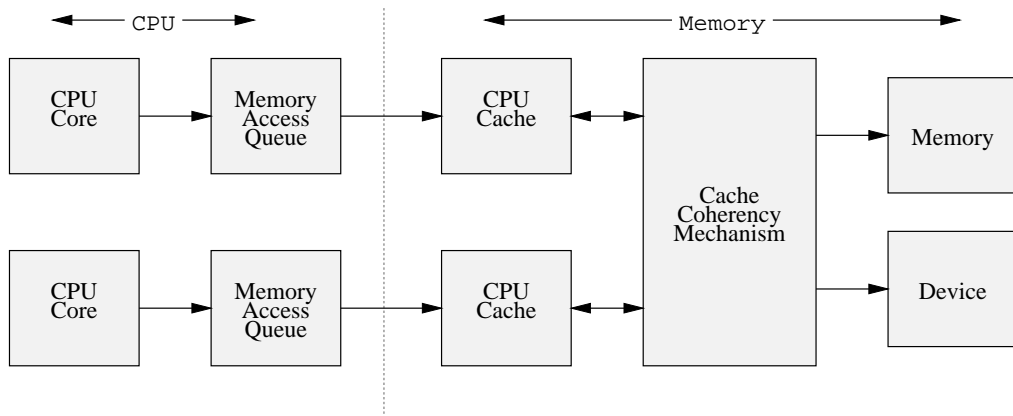 CPU
Memory
CPU
Core
Memory
Access
Queue
CPU
Cache
Memory
Cache
Coherency
Mechanism
CPU
Core
Memory
Access
Queue
CPU
Cache
Device